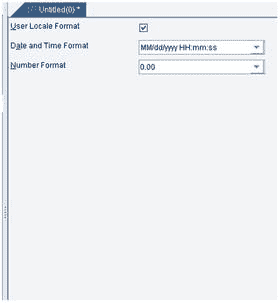 Untitled{0} *
User Locale Format
Date and Time Format
MM/dd/yyyy HH:mm:ss
Number Format
0.00